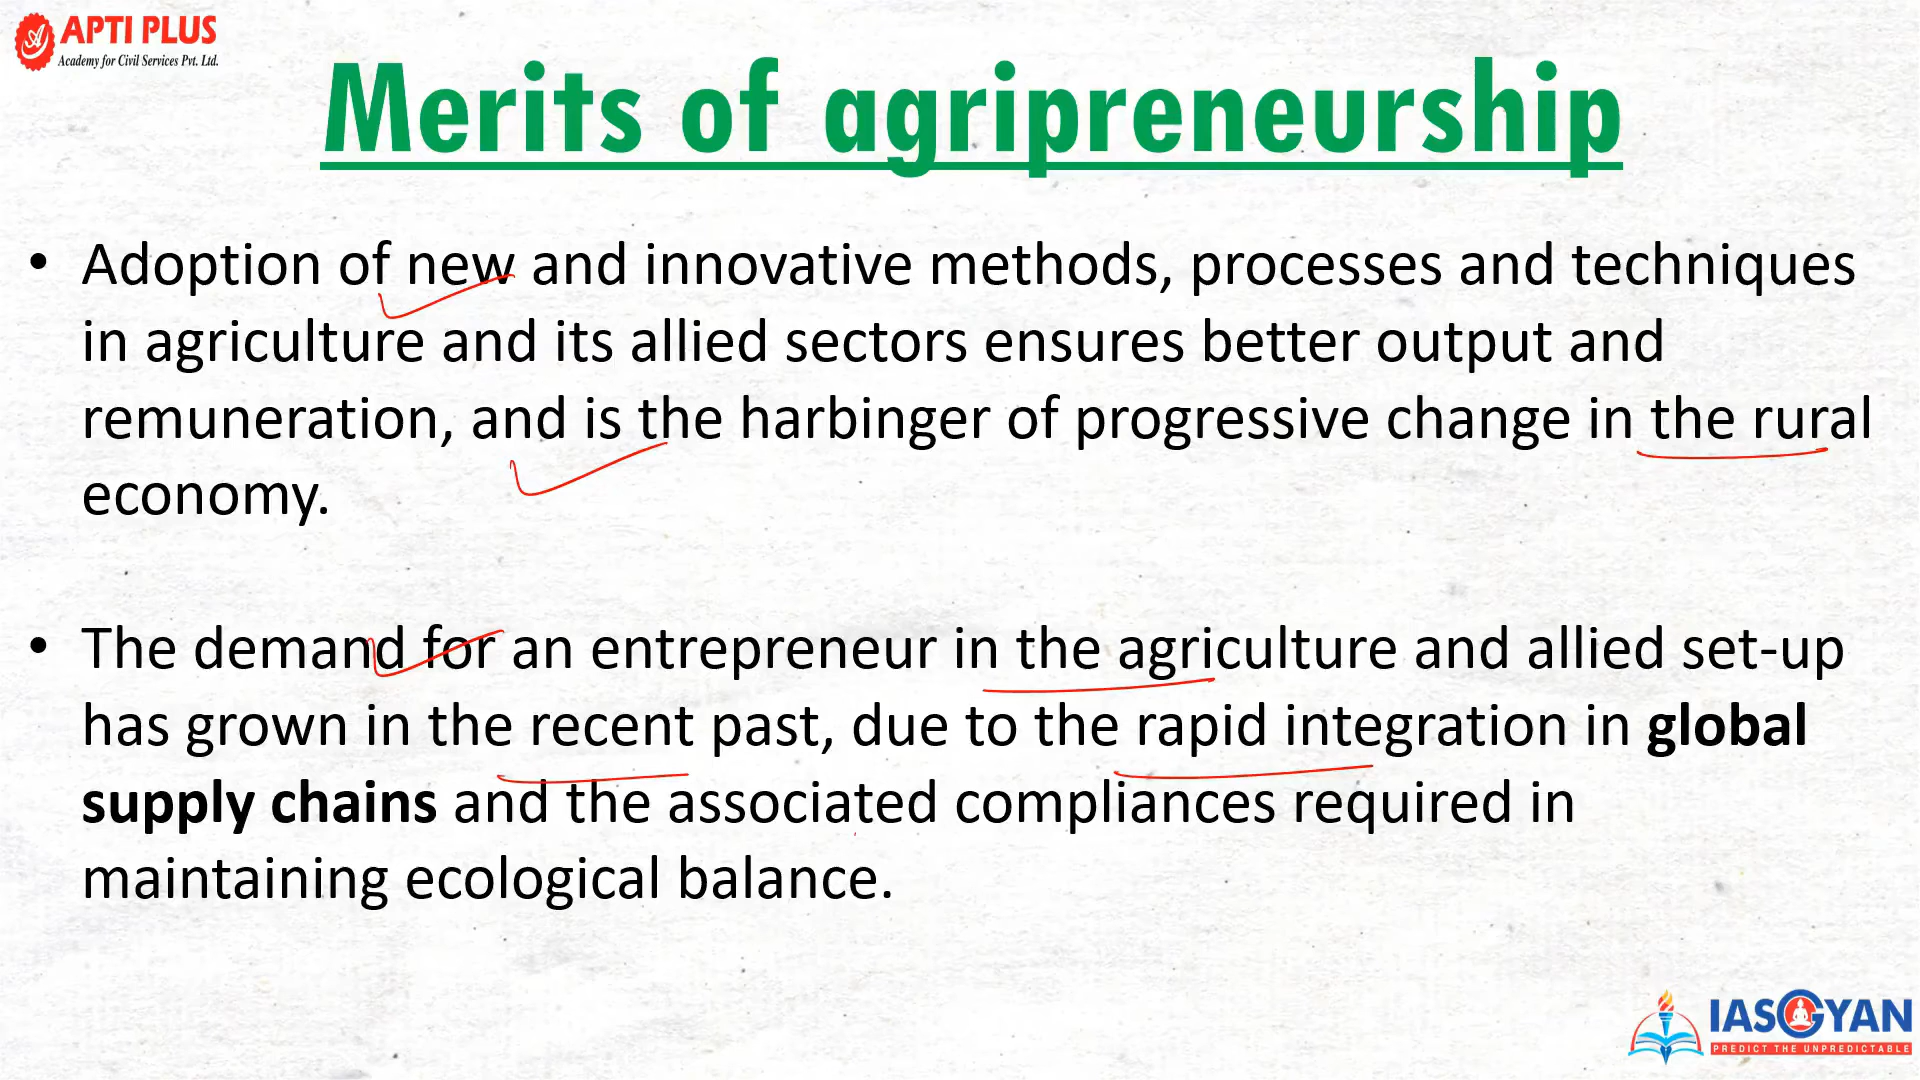 APTI PLUS
Academy for Civil Services Pvt. Ltd.
Merits of agripreneurship
• Adoption of new and innovative methods, processes and techniques
in agriculture and its allied sectors ensures better output and
remuneration, and is the harbinger of progressive change in the rural
economy.
• The demand for an entrepreneur in the agriculture and allied set-up
has grown in the recent past, due to the rapid integration in global
supply chains and the associated compliances required in
maintaining ecological balance.
IASGYAN
PREDICT THE UNPREDICTABLE